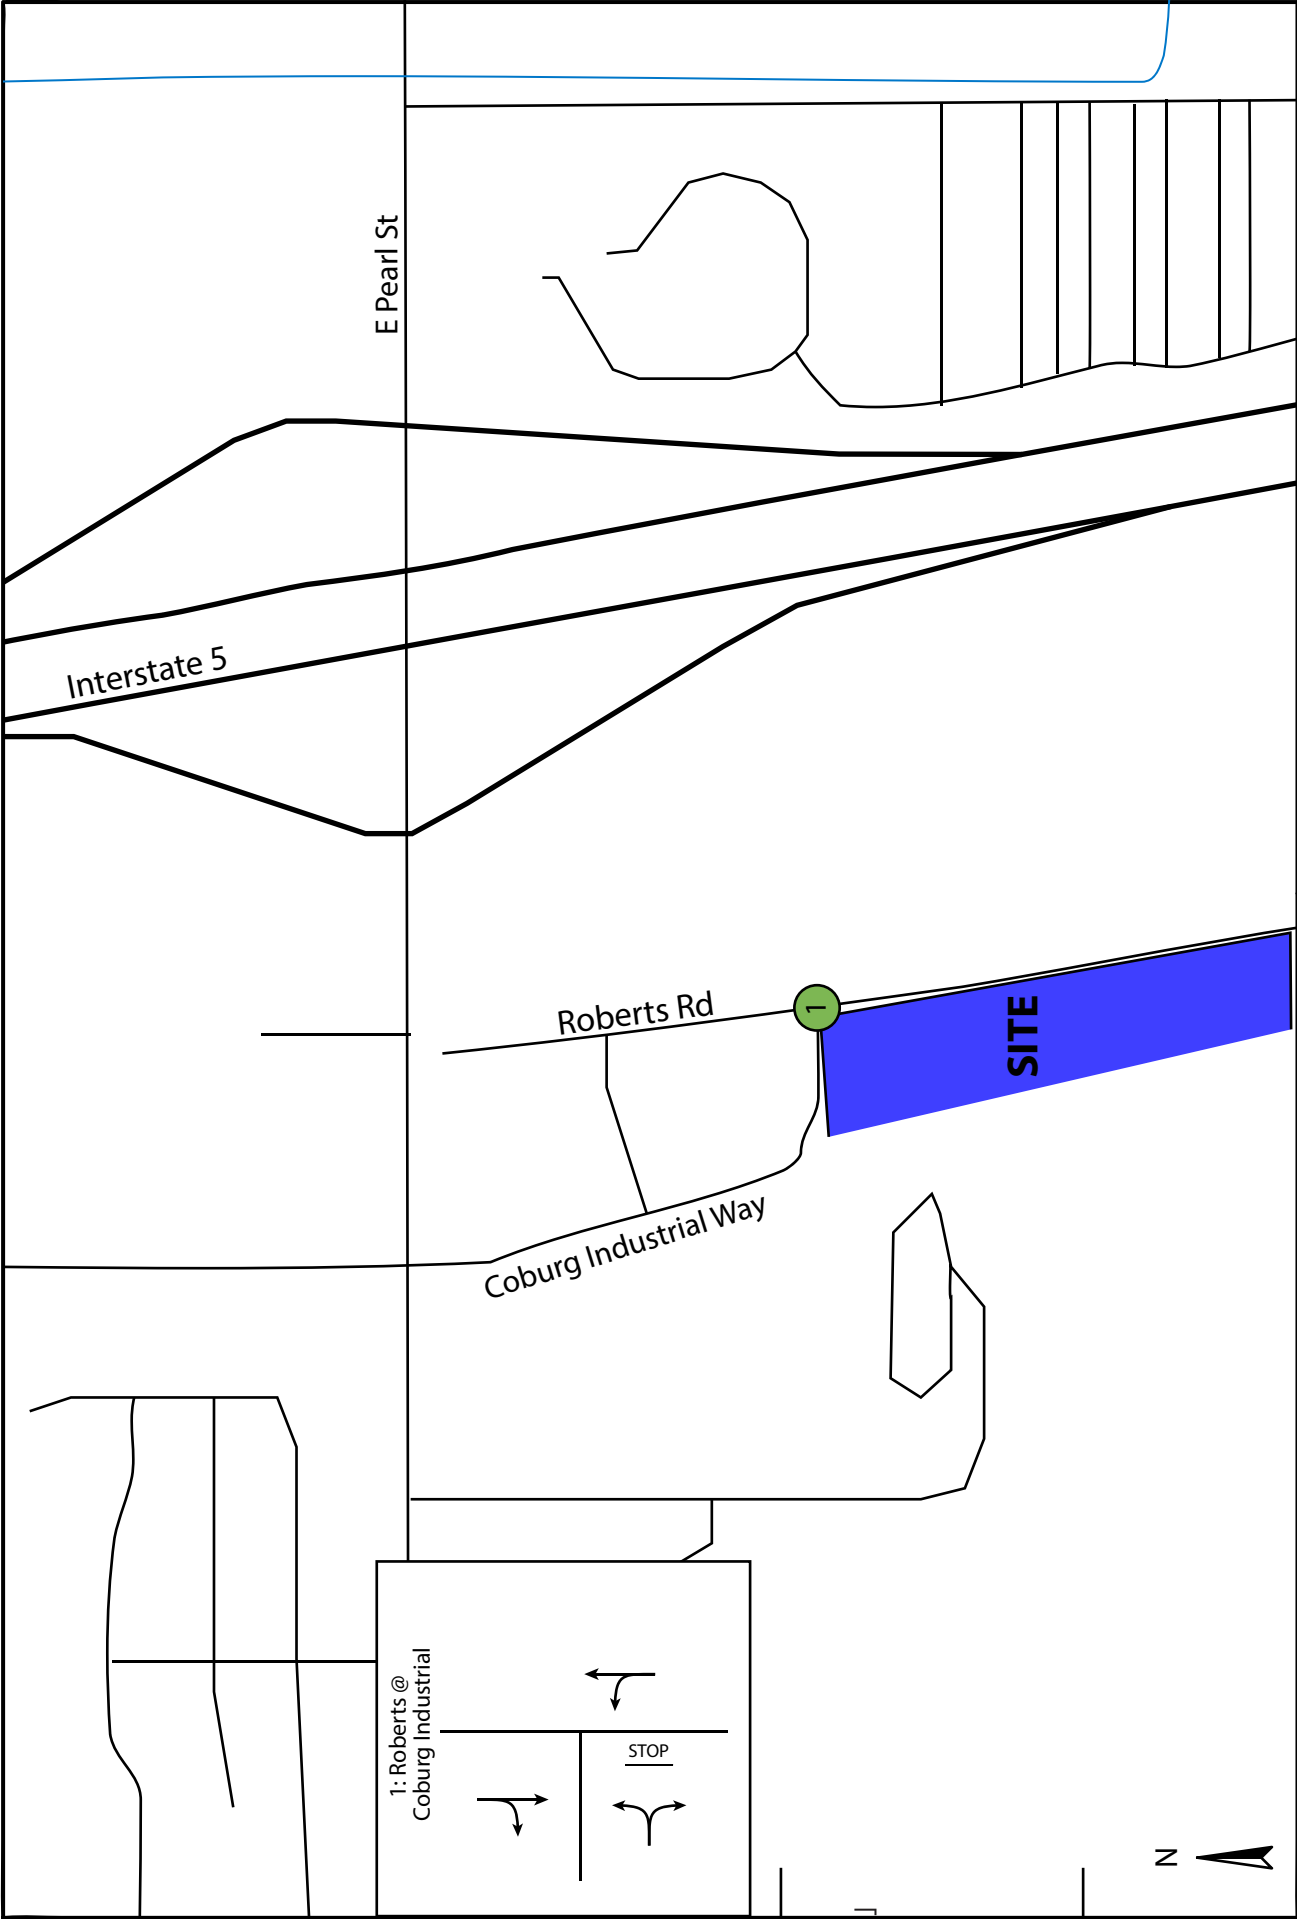 E Pearl St
Interstate 5
Roberts Rd
1
SITE
Coburg Industrial Way
1: Roberts @
Coburg Industrial
STOP
N